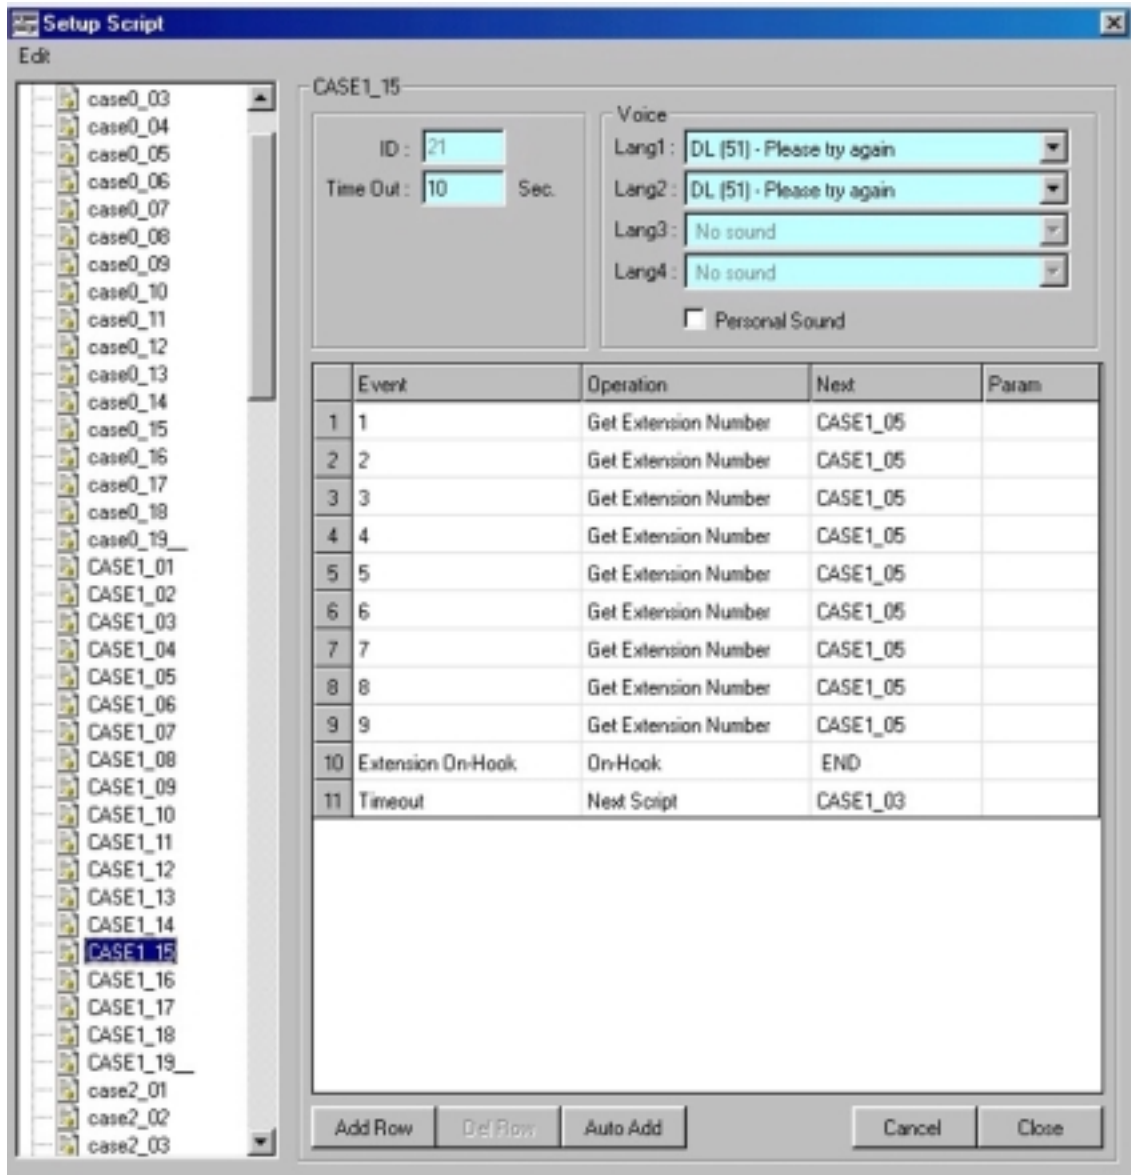 Setup Script
Edit
case0_03
case0_04
case0_05
case0_06
case0_07
case0_08
case0_09
case0_10
case0_11
case0_12
case0_13
case0_14
case0_15
case0_16
case0_17
case0_18
case0_19__
CASE1_01
CASE1_02
CASE1_03
CASE1_04
CASE1_05
CASE1_06
CASE1_07
CASE1_08
CASE1_09
CASE1_10
CASE1_11
CASE1_12
CASE1_13
CASE1_14
CASE1_15
CASE1_16
CASE1_17
CASE1_18
CASE1_19__
case2_01
case2_02
case2_03
CASE1_15
ID : 21
Time Out : 10 Sec.
Voice
Lang1 : DL (51) - Please try again
Lang2 : DL (51) - Please try again
Lang3 : No sound
Lang4 : No sound
Personal Sound
Event Operation Next Param
1 1 Get Extension Number CASE1_05
2 2 Get Extension Number CASE1_05
3 3 Get Extension Number CASE1_05
4 4 Get Extension Number CASE1_05
5 5 Get Extension Number CASE1_05
6 6 Get Extension Number CASE1_05
7 7 Get Extension Number CASE1_05
8 8 Get Extension Number CASE1_05
9 9 Get Extension Number CASE1_05
10 Extension On-Hook On-Hook END
11 Timeout Next Script CASE1_03
Add Row Del Row Auto Add Cancel Close